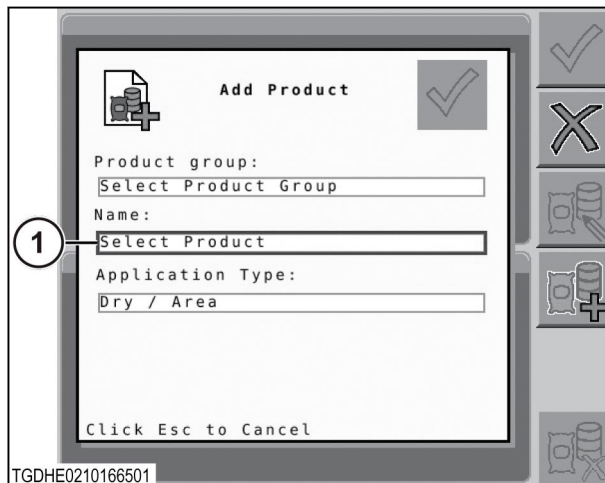 Add Product
Product group:
Select Product Group
Name:
1
Select Product
Application Type:
Dry / Area
Click Esc to Cancel
TGDHE0210166501